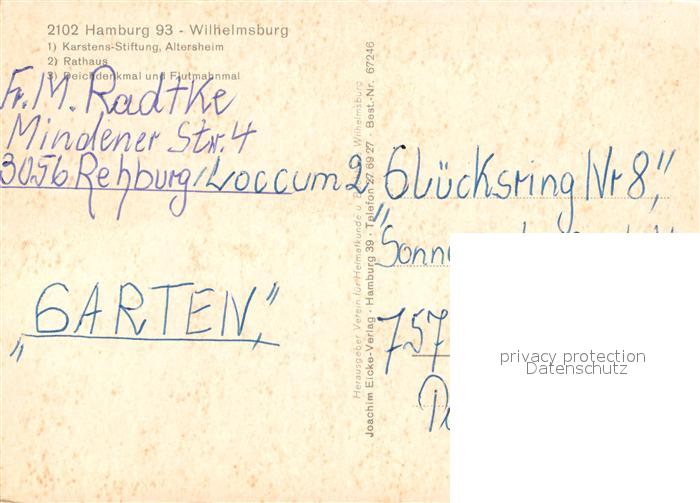 2102 Hamburg 93 - Wilhelmsburg
1) Karstens-Stiftung, Altersheim
2) Rathaus
3) Deichdenkmal und Flutmahnmal
Fr. M. Radtke
Mindener Str. 4
3056 Rehburg/Loccum 2
„GARTEN,"
Herausgeber Verein für Heimatkunde u Wilhelmsburg
Joachim Eicke-Verlag · Hamburg 39 · Telefon 27 69 27 · Best.-Nr. 67246
Glücksring Nr 8,"
757
privacy protection
Datenschutz